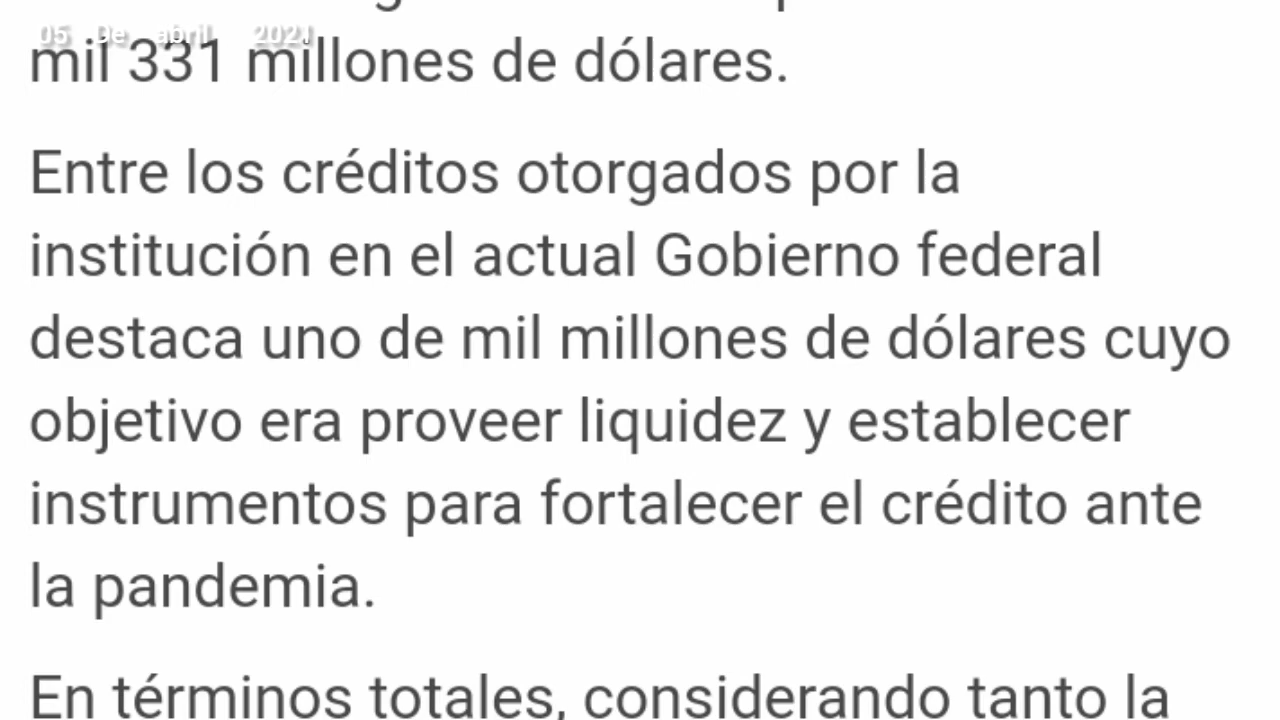 05 De abril 2021
mil 331 millones de dólares.
Entre los créditos otorgados por la
institución en el actual Gobierno federal
destaca uno de mil millones de dólares cuyo
objetivo era proveer liquidez y establecer
instrumentos para fortalecer el crédito ante
la pandemia.
En términos totales, considerando tanto la